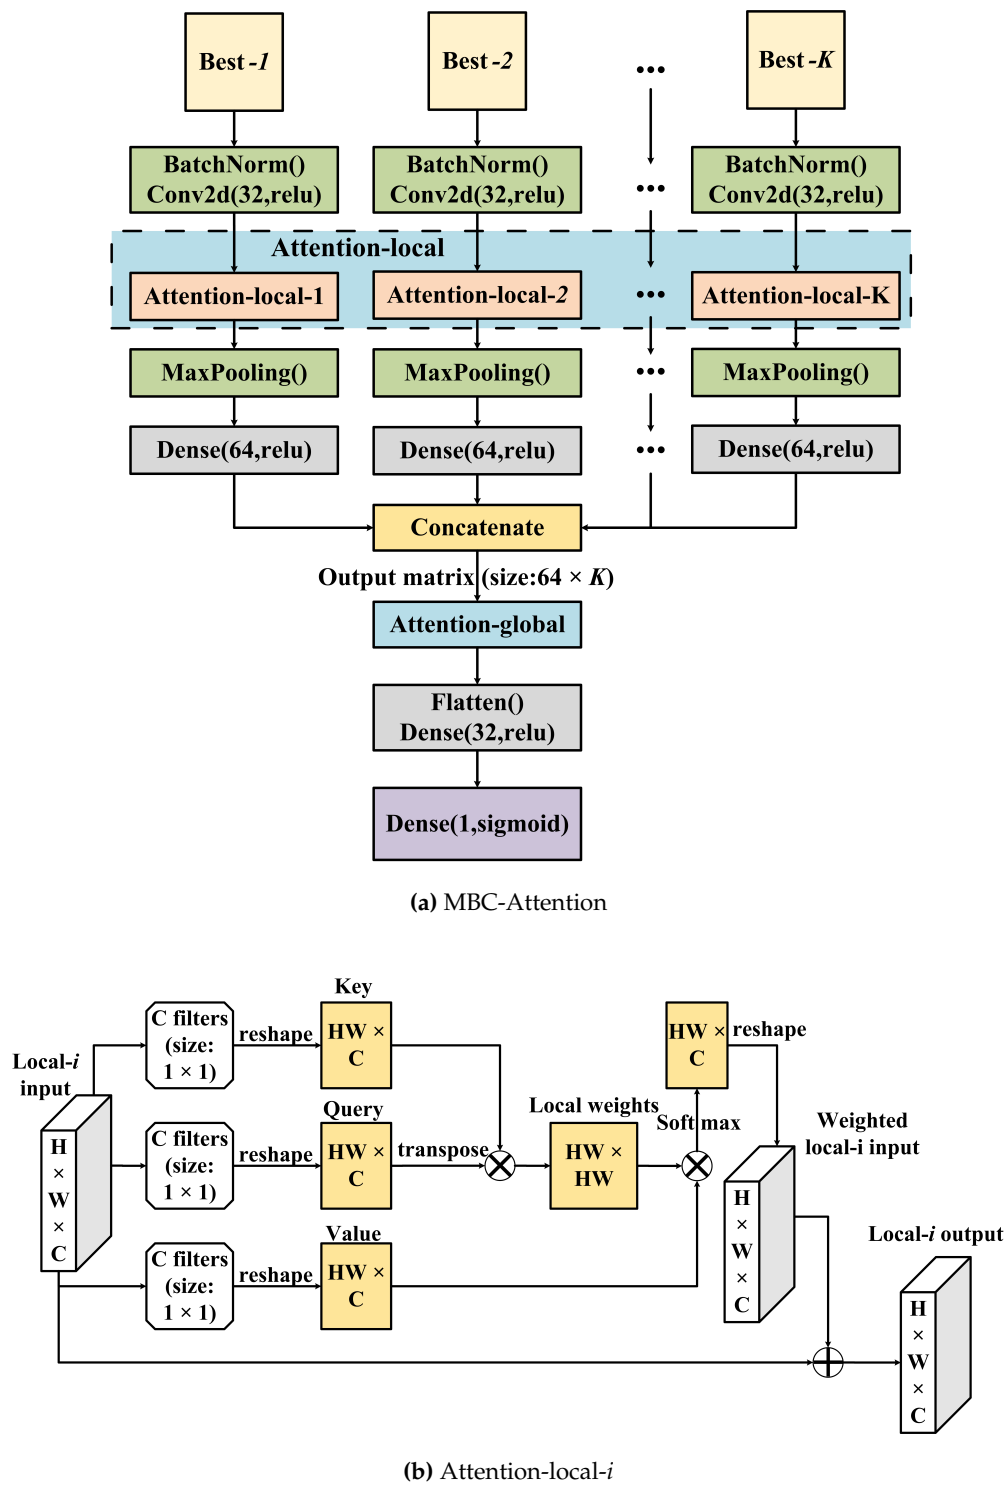 Best -1
Best -2
•••
Best -K
BatchNorm()
Conv2d(32,relu)
BatchNorm()
Conv2d(32,relu)
•••
BatchNorm()
Conv2d(32,relu)
Attention-local
Attention-local-1
Attention-local-2
•••
Attention-local-K
MaxPooling()
MaxPooling()
•••
MaxPooling()
Dense(64,relu)
Dense(64,relu)
•••
Dense(64,relu)
Concatenate
Output matrix (size:64 × K)
Attention-global
Flatten()
Dense(32,relu)
Dense(1,sigmoid)
(a) MBC-Attention
Local-i
input
H
×
W
×
C
C filters
(size:
1 × 1)
reshape
Key
HW ×
C
C filters
(size:
1 × 1)
reshape
Query
HW ×
C
transpose
C filters
(size:
1 × 1)
reshape
Value
HW ×
C
Local weights
HW ×
HW
Soft max
HW ×
C
reshape
Weighted
local-i input
H
×
W
×
C
Local-i output
H
×
W
×
C
(b) Attention-local-i